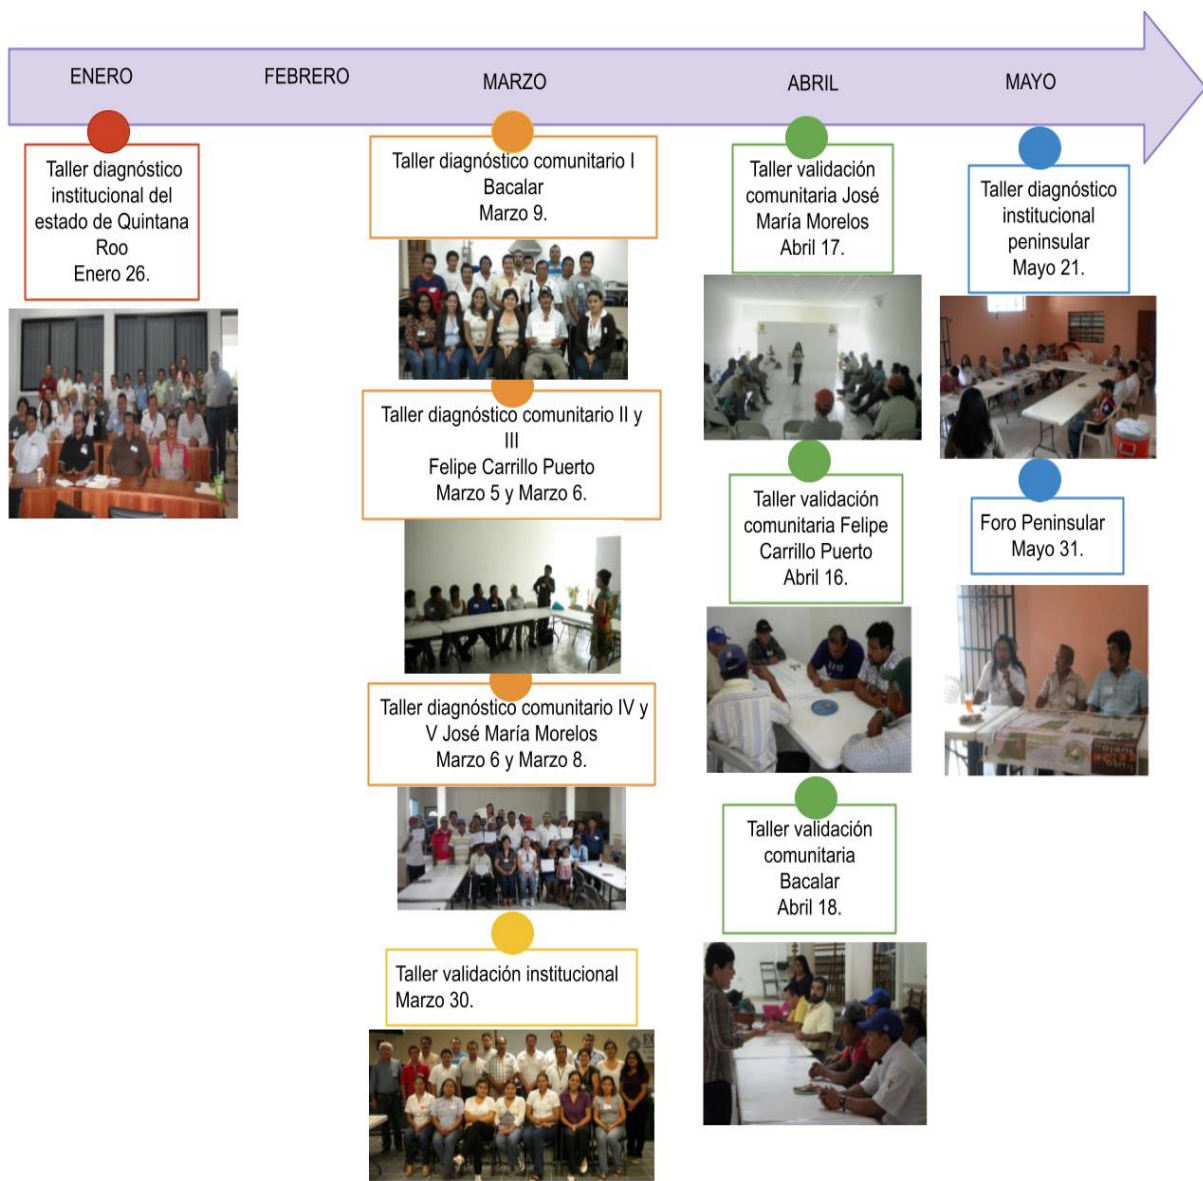 ENERO
FEBRERO
MARZO
ABRIL
MAYO
Taller diagnóstico
institucional del
estado de Quintana
Roo
Enero 26.
Taller diagnóstico comunitario I
Bacalar
Marzo 9.
Taller diagnóstico comunitario II y
III
Felipe Carrillo Puerto
Marzo 5 y Marzo 6.
Taller diagnóstico comunitario IV y
V José María Morelos
Marzo 6 y Marzo 8.
Taller validación institucional
Marzo 30.
Taller validación
comunitaria José
María Morelos
Abril 17.
Taller validación
comunitaria Felipe
Carrillo Puerto
Abril 16.
Taller validación
comunitaria
Bacalar
Abril 18.
Taller diagnóstico
institucional
peninsular
Mayo 21.
Foro Peninsular
Mayo 31.